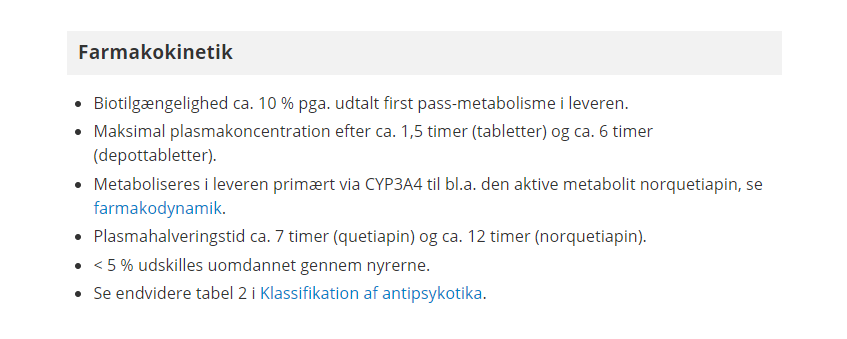 Farmakokinetik
• Biotilgængelighed ca. 10 % pga. udtalt first pass-metabolisme i leveren.
• Maksimal plasmakoncentration efter ca. 1,5 timer (tabletter) og ca. 6 timer
(depottabletter).
• Metaboliseres i leveren primært via CYP3A4 til bl.a. den aktive metabolit norquetiapin, se
farmakodynamik.
• Plasmahalveringstid ca. 7 timer (quetiapin) og ca. 12 timer (norquetiapin).
• < 5 % udskilles uomdannet gennem nyrerne.
• Se endvidere tabel 2 i Klassifikation af antipsykotika.